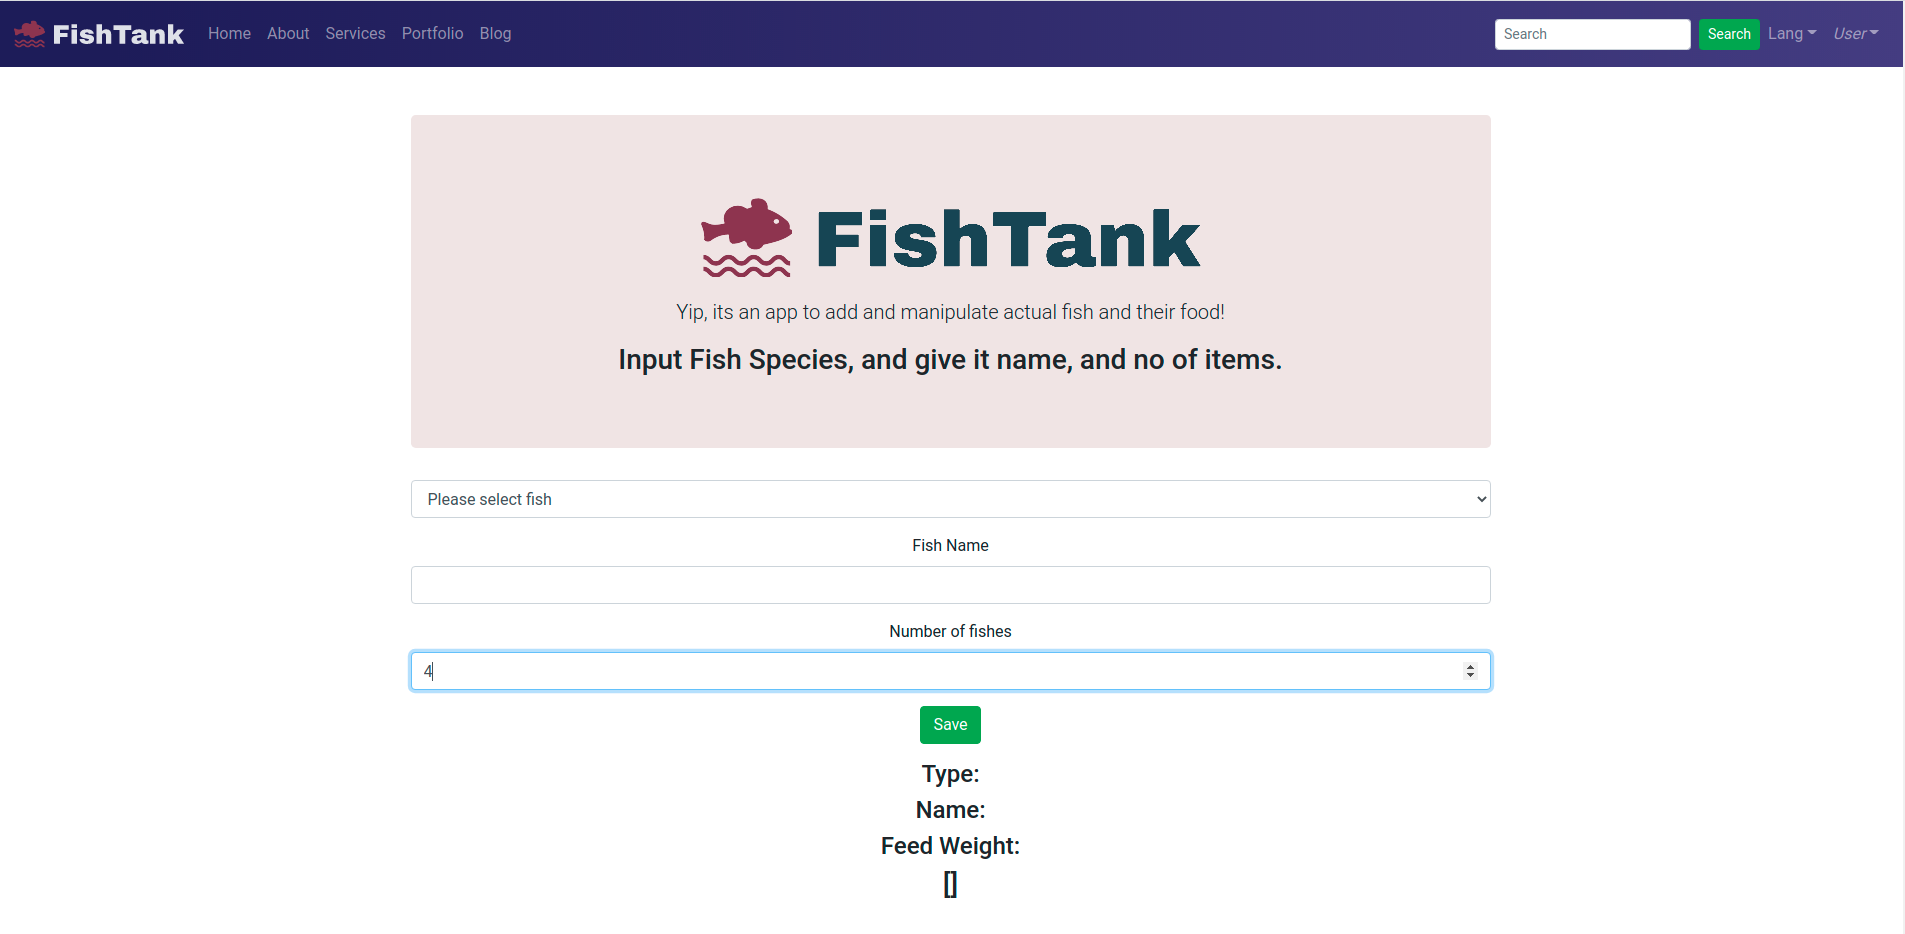 FishTank Home About Services Portfolio Blog Search Search Lang User
FishTank
Yip, its an app to add and manipulate actual fish and their food!
Input Fish Species, and give it name, and no of items.
Please select fish
Fish Name
Number of fishes
4
Save
Type:
Name:
Feed Weight:
[]